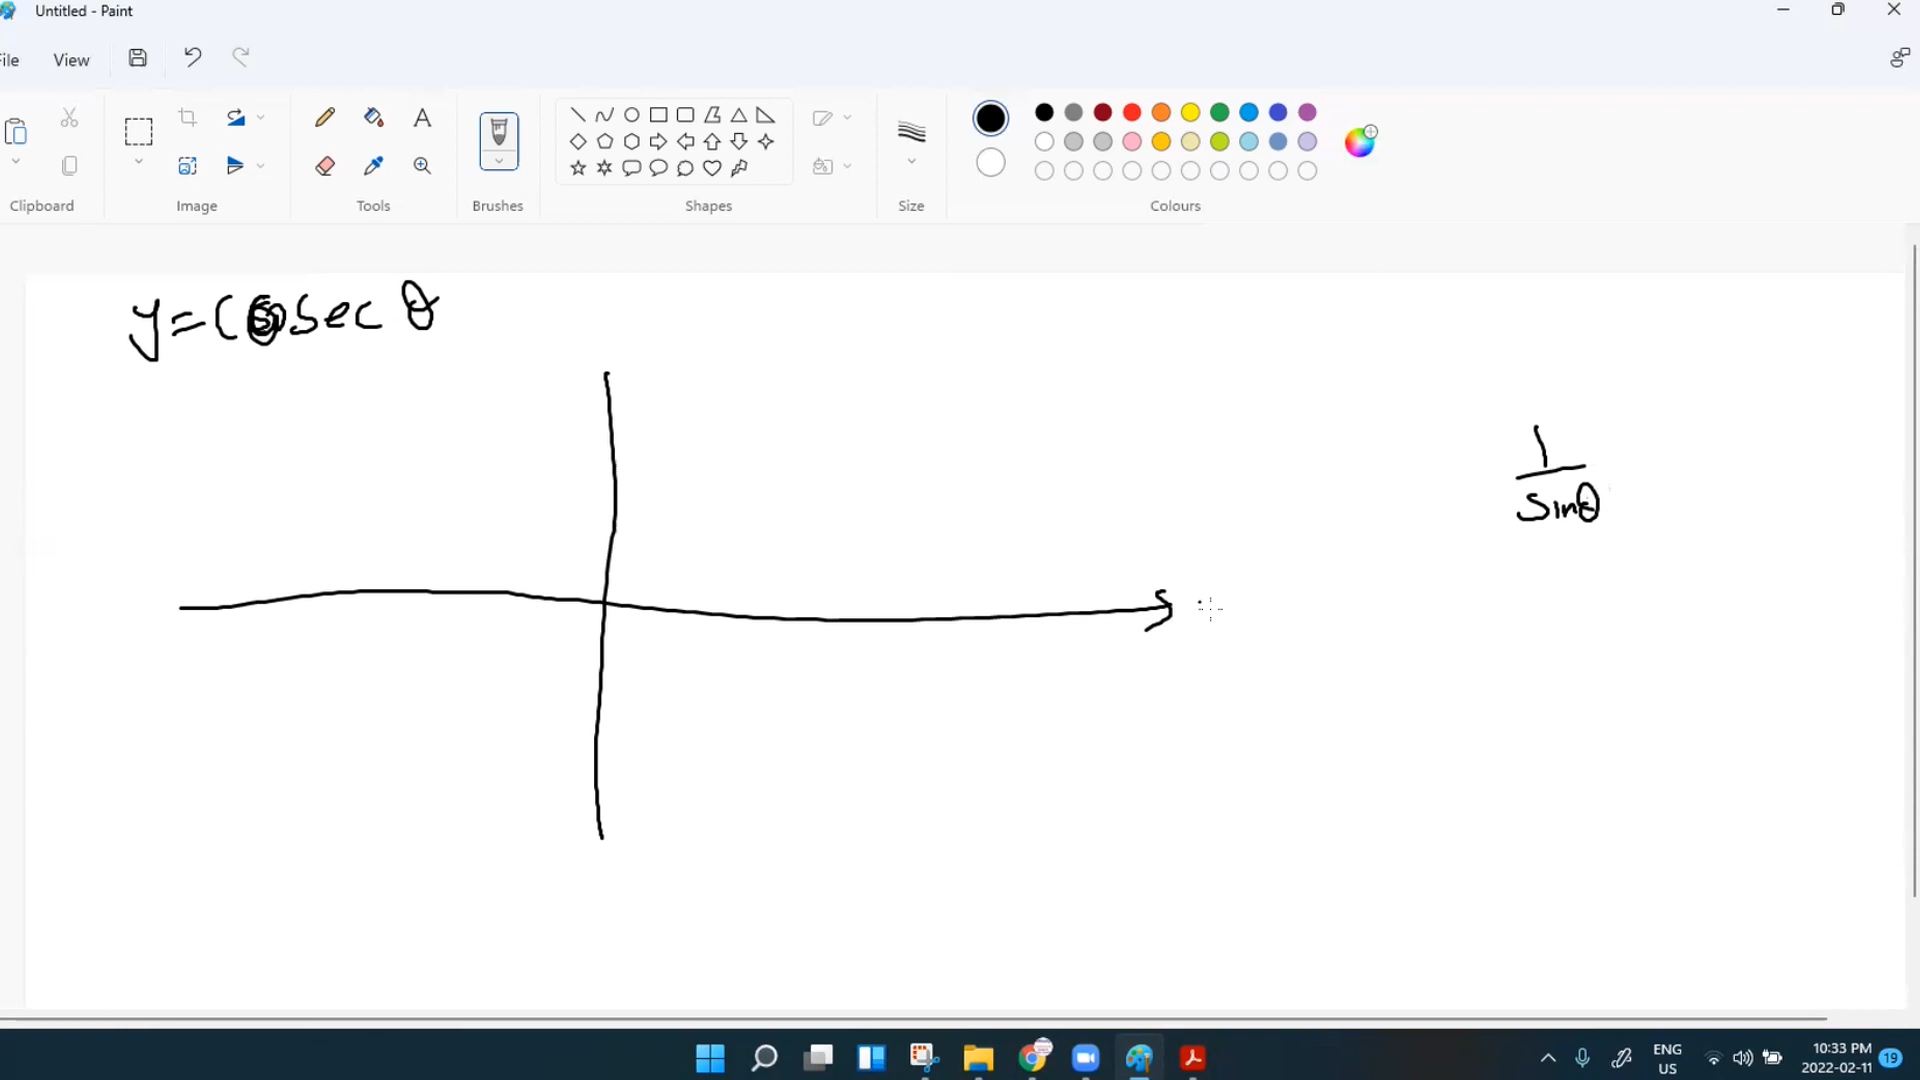 Untitled - Paint
File View
Clipboard Image Tools Brushes Shapes Size Colours
y=Cosec θ
1
sinθ
ENG
US
10:33 PM
2022-02-11
19